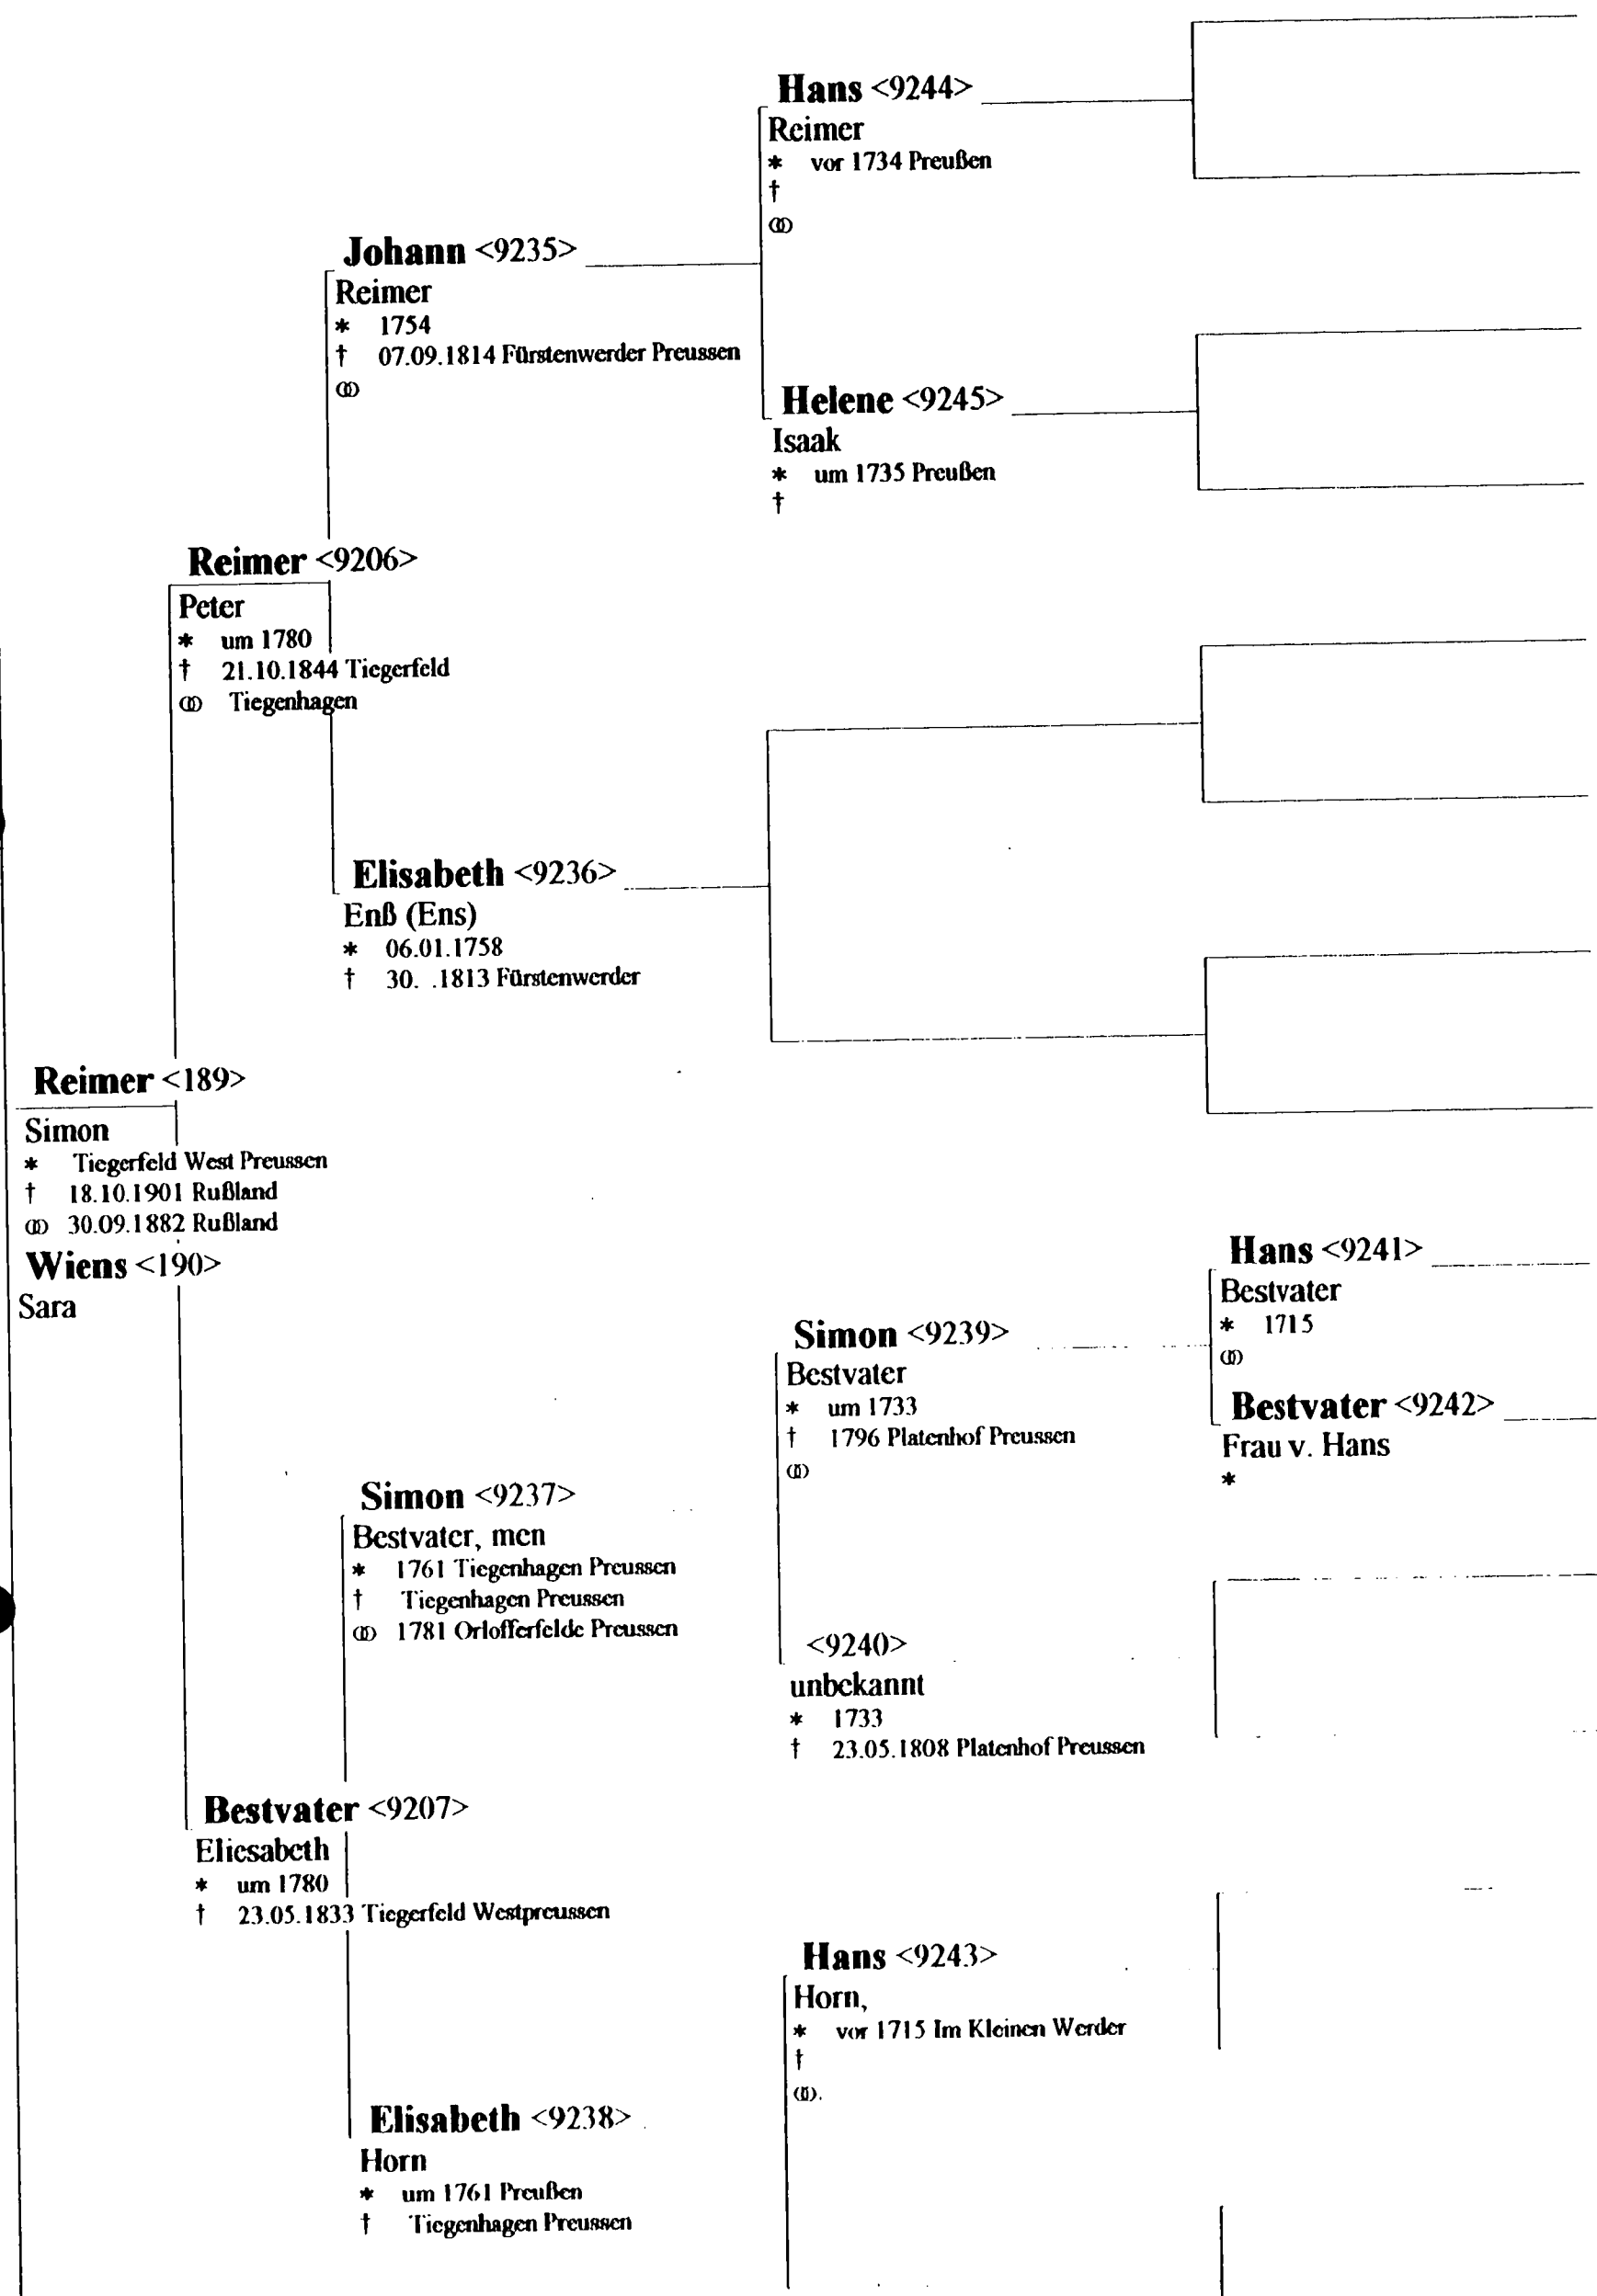 Hans <9244>
Reimer
* vor 1734 Preußen
†
⚭
Johann <9235>
Reimer
* 1754
† 07.09.1814 Fürstenwerder Preussen
⚭
Helene <9245>
Isaak
* um 1735 Preußen
†
Reimer <9206>
Peter
* um 1780
† 21.10.1844 Tiegerfeld
⚭ Tiegenhagen
Elisabeth <9236>
Enß (Ens)
* 06.01.1758
† 30. .1813 Fürstenwerder
Reimer <189>
Simon
* Tiegerfeld West Preussen
† 18.10.1901 Rußland
⚭ 30.09.1882 Rußland
Wiens <190>
Sara
Hans <9241>
Bestvater
* 1715
⚭
Simon <9239>
Bestvater
* um 1733
† 1796 Platenhof Preussen
⚭
Bestvater <9242>
Frau v. Hans
*
Simon <9237>
Bestvater, men
* 1761 Tiegenhagen Preussen
† Tiegenhagen Preussen
⚭ 1781 Orlofferfelde Preussen
<9240>
unbekannt
* 1733
† 23.05.1808 Platenhof Preussen
Bestvater <9207>
Eliesabeth
* um 1780
† 23.05.1833 Tiegerfeld Westpreussen
Hans <9243>
Horn,
* vor 1715 Im Kleinen Werder
†
⚭.
Elisabeth <9238>
Horn
* um 1761 Preußen
† Tiegenhagen Preussen